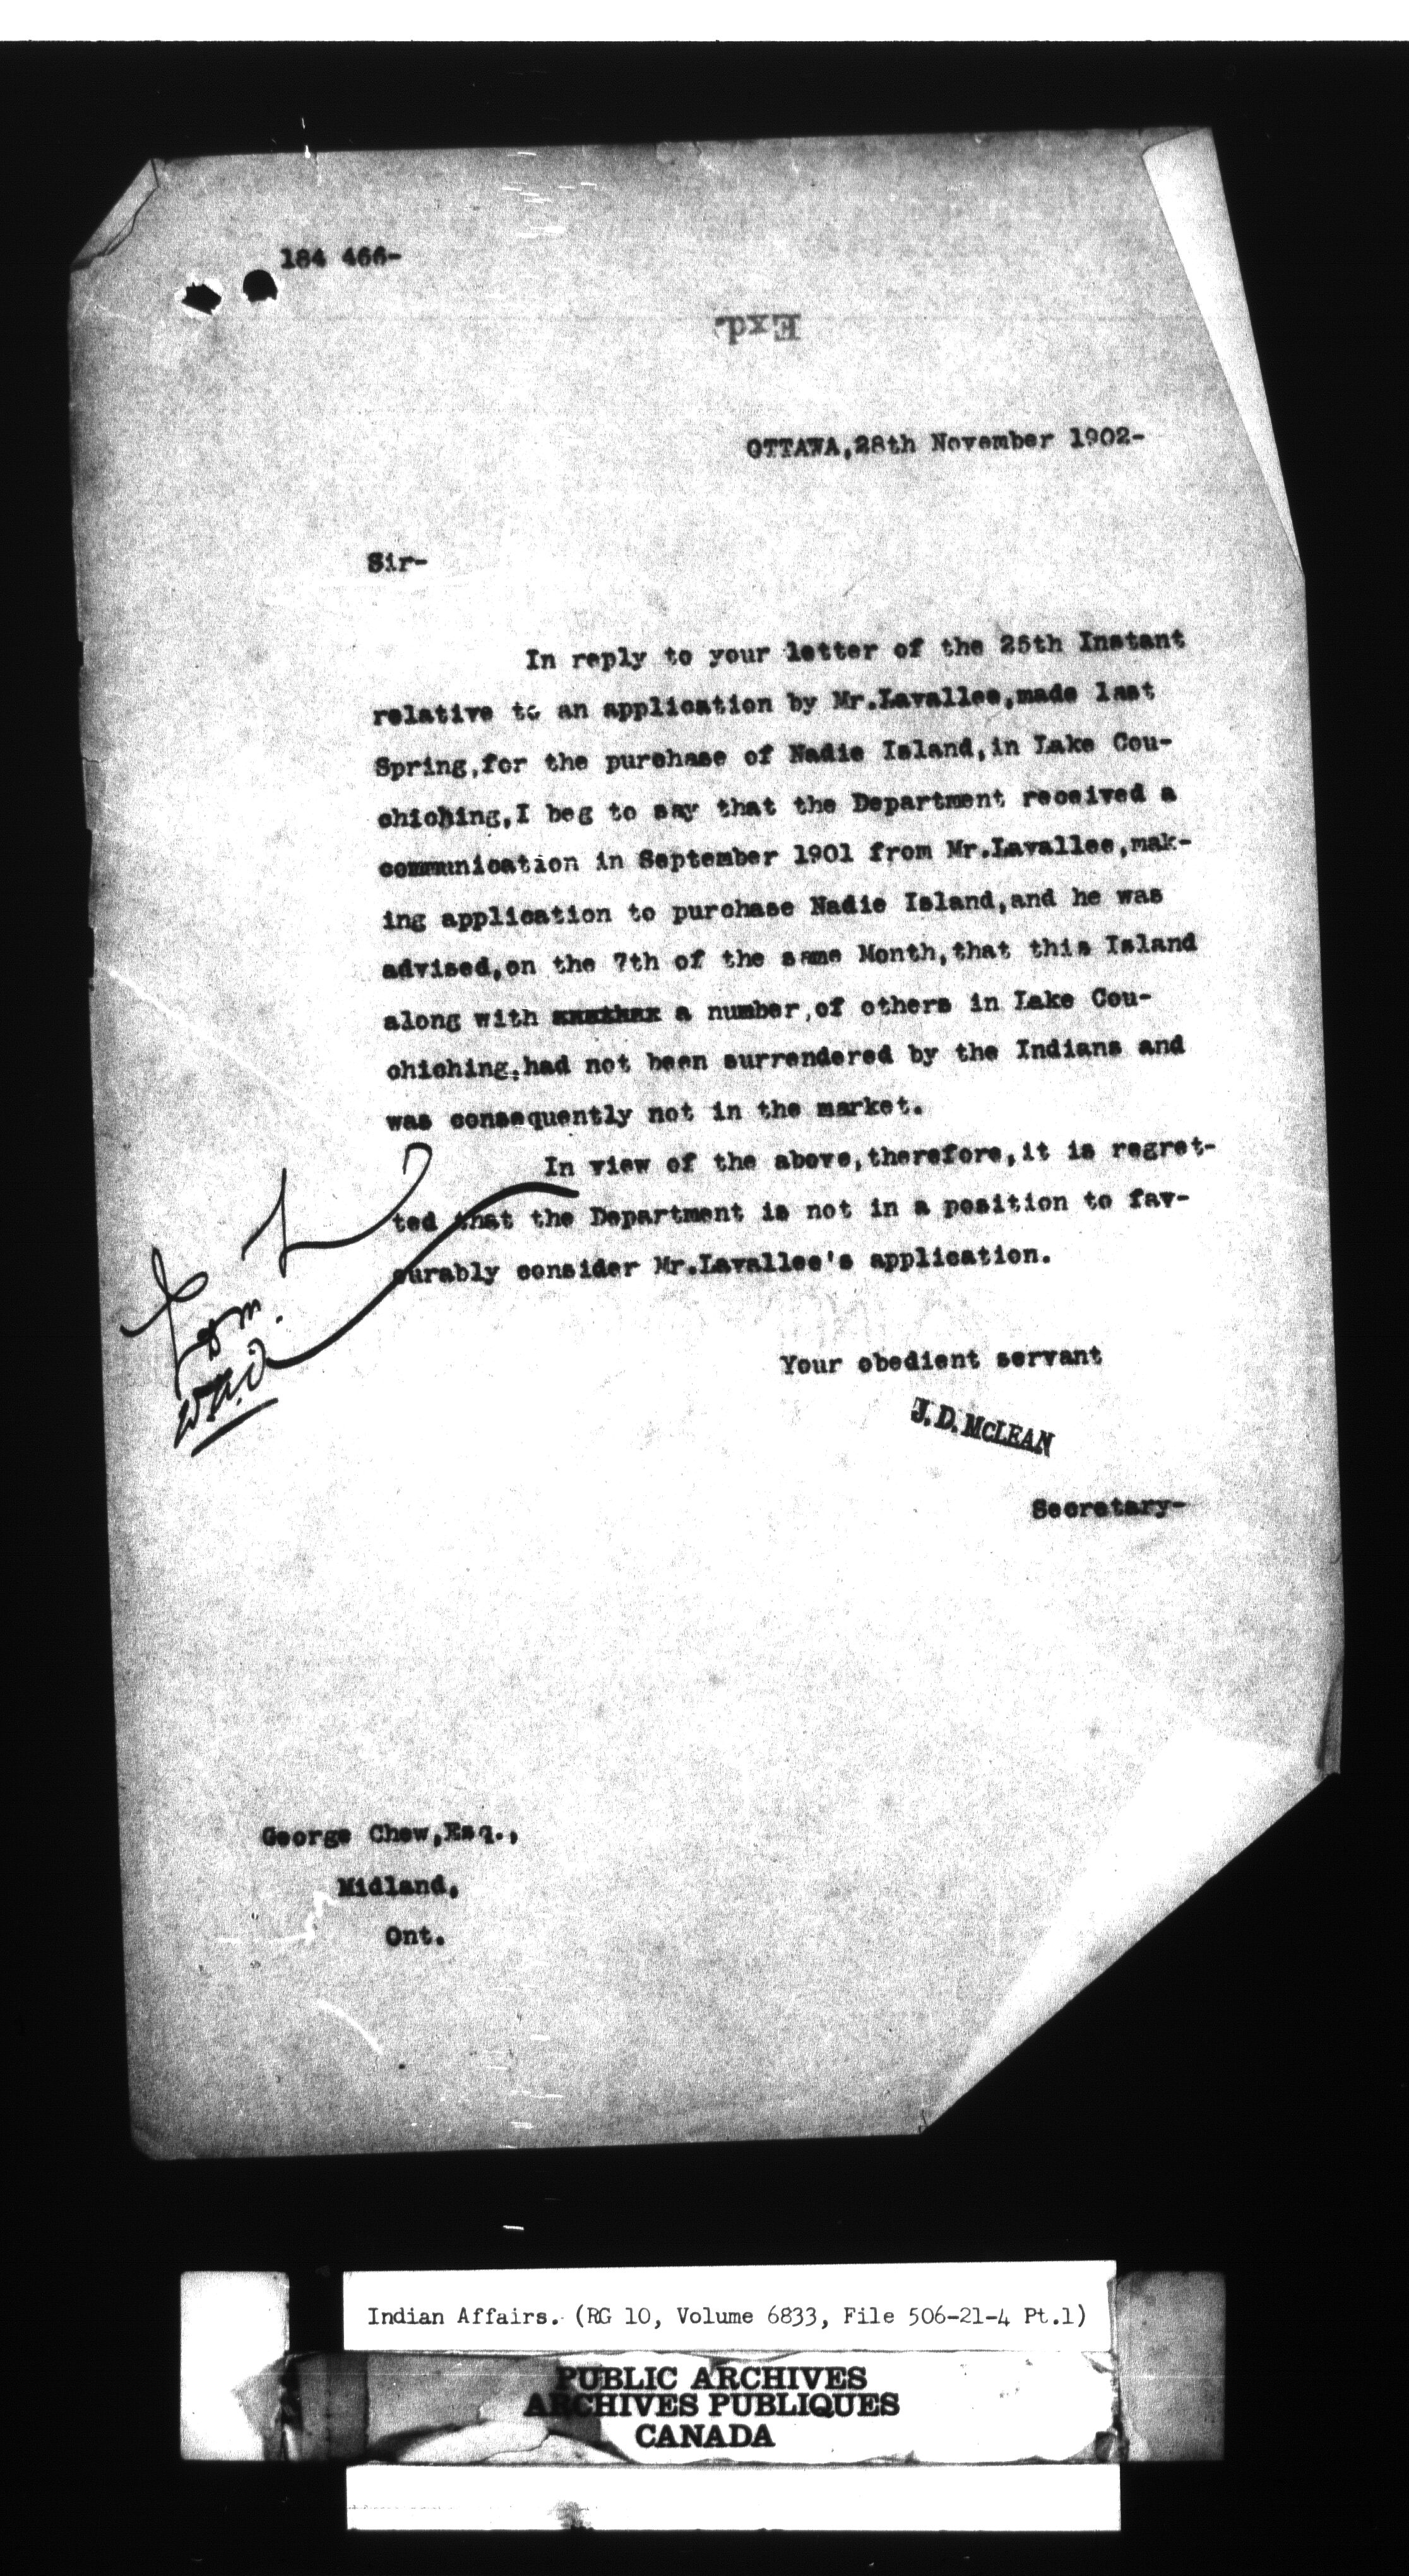 184 466-
Exd.
OTTAWA,28th November 1902-
Sir-
In reply to your letter of the 25th Instant
relative to an application by Mr.Lavallee,made last
Spring,for the purchase of Nadie Island,in Lake Cou-
chiching,I beg to say that the Department received a
communication in September 1901 from Mr.Lavallee,mak-
ing application to purchase Nadie Island,and he was
advised,on the 7th of the same Month,that this Island
along with a number,of others in Lake Cou-
chiching,had not been surrendered by the Indians and
was consequently not in the market.
In view of the above,therefore,it is regret-
ted that the Department is not in a position to fav-
ourably consider Mr.Lavallee's application.
Your obedient servant
J.D. McLEAN
Secretary-
George Chew,Esq.,
Midland,
Ont.
Indian Affairs. (RG 10, Volume 6833, File 506-21-4 Pt.1)
PUBLIC ARCHIVES
ARCHIVES PUBLIQUES
CANADA